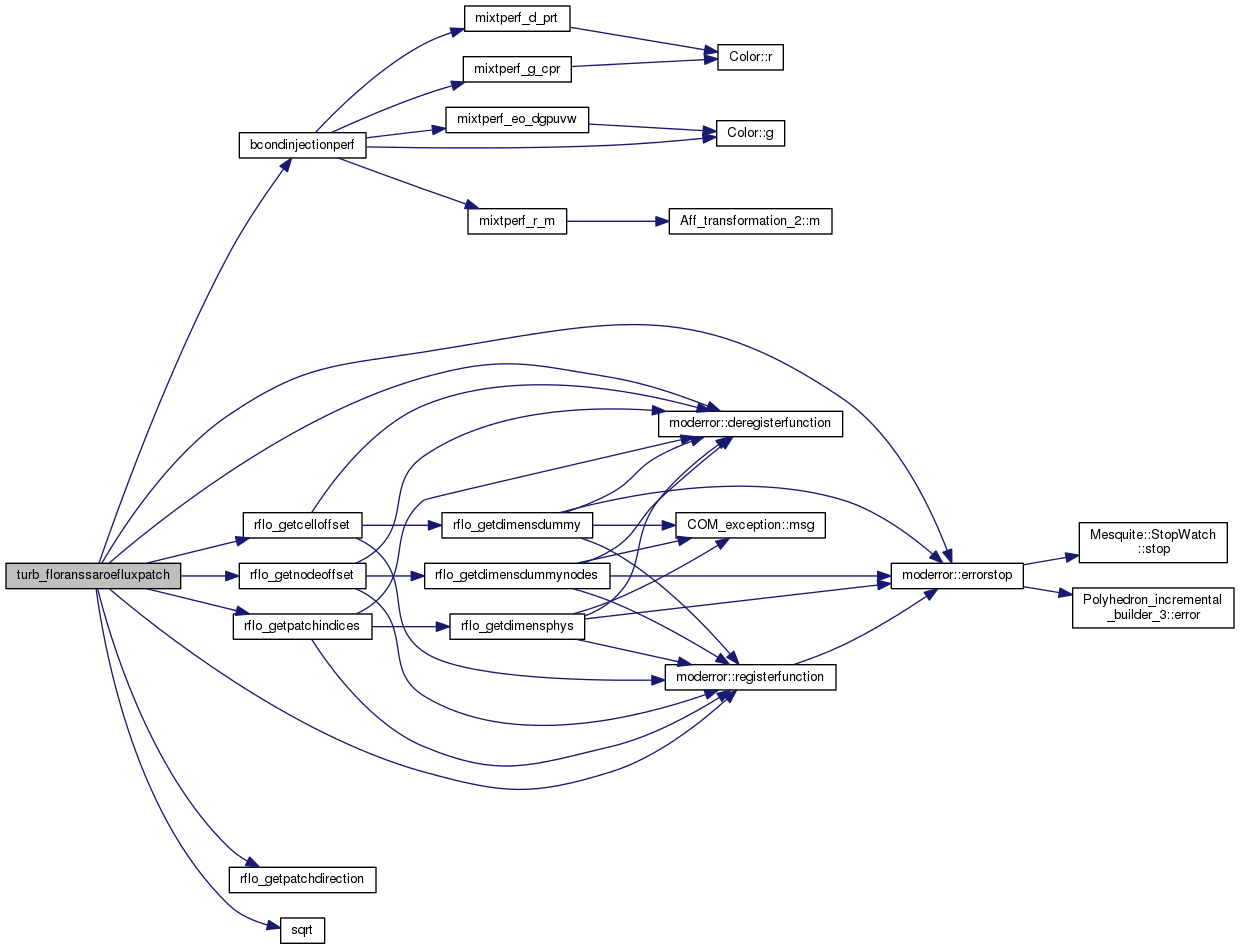 mixtperf_d_prt
Color::r
mixtperf_g_cpr
mixtperf_eo_dgpuvw
Color::g
bcondinjectionperf
mixtperf_r_m
Aff_transformation_2::m
moderror::deregisterfunction
rflo_getcelloffset
rflo_getdimensdummy
COM_exception::msg
Mesquite::StopWatch
::stop
turb_floranssaroefluxpatch
rflo_getnodeoffset
rflo_getdimensdummynodes
moderror::errorstop
Polyhedron_incremental
_builder_3::error
rflo_getpatchindices
rflo_getdimensphys
moderror::registerfunction
rflo_getpatchdirection
sqrt